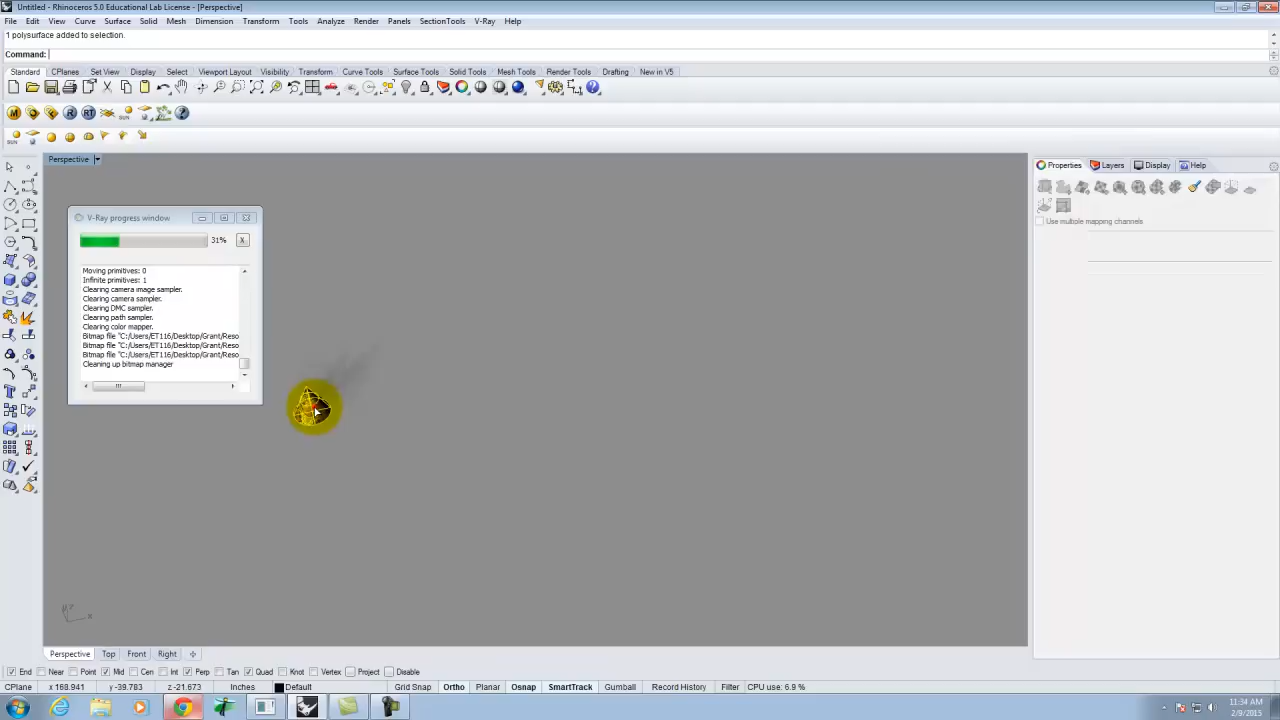 Untitled - Rhinoceros 5.0 Educational Lab License - [Perspective]
File Edit View Curve Surface Solid Mesh Dimension Transform Tools Analyze Render Panels SectionTools V-Ray Help
1 polysurface added to selection.
Command:
Standard CPlanes Set View Display Select Viewport Layout Visibility Transform Curve Tools Surface Tools Solid Tools Mesh Tools Render Tools Drafting New in V5
M R RT SUN
SUN
Perspective
Properties Layers Display Help
Use multiple mapping channels
V-Ray progress window
31% X
Moving primitives: 0
Infinite primitives: 1
Clearing camera image sampler.
Clearing camera sampler.
Clearing DMC sampler.
Clearing path sampler.
Clearing color mapper.
Bitmap file "C:/Users/ET116/Desktop/Grant/Reso
Bitmap file "C:/Users/ET116/Desktop/Grant/Reso
Bitmap file "C:/Users/ET116/Desktop/Grant/Reso
Cleaning up bitmap manager
Perspective Top Front Right
End Near Point Mid Cen Int Perp Tan Quad Knot Vertex Project Disable
CPlane x 168.941 y -39.783 z -21.673 Inches Default Grid Snap Ortho Planar Osnap SmartTrack Gumball Record History Filter CPU use: 6.9 %
11:34 AM
2/9/2015